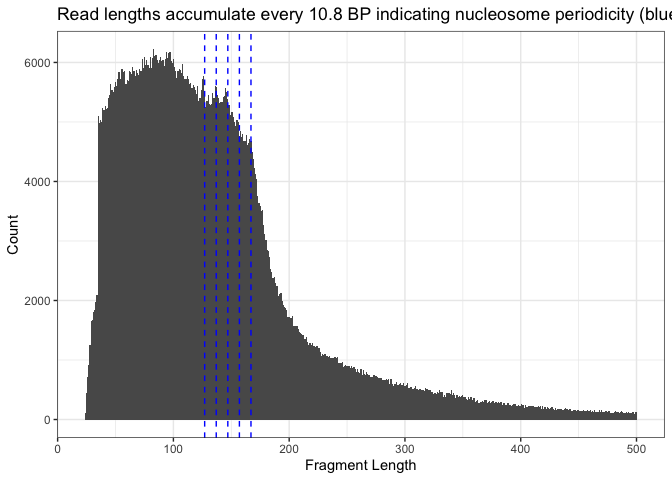 Read lengths accumulate every 10.8 BP indicating nucleosome periodicity (blue
6000
4000
2000
0
Count
0 100 200 300 400 500
Fragment Length